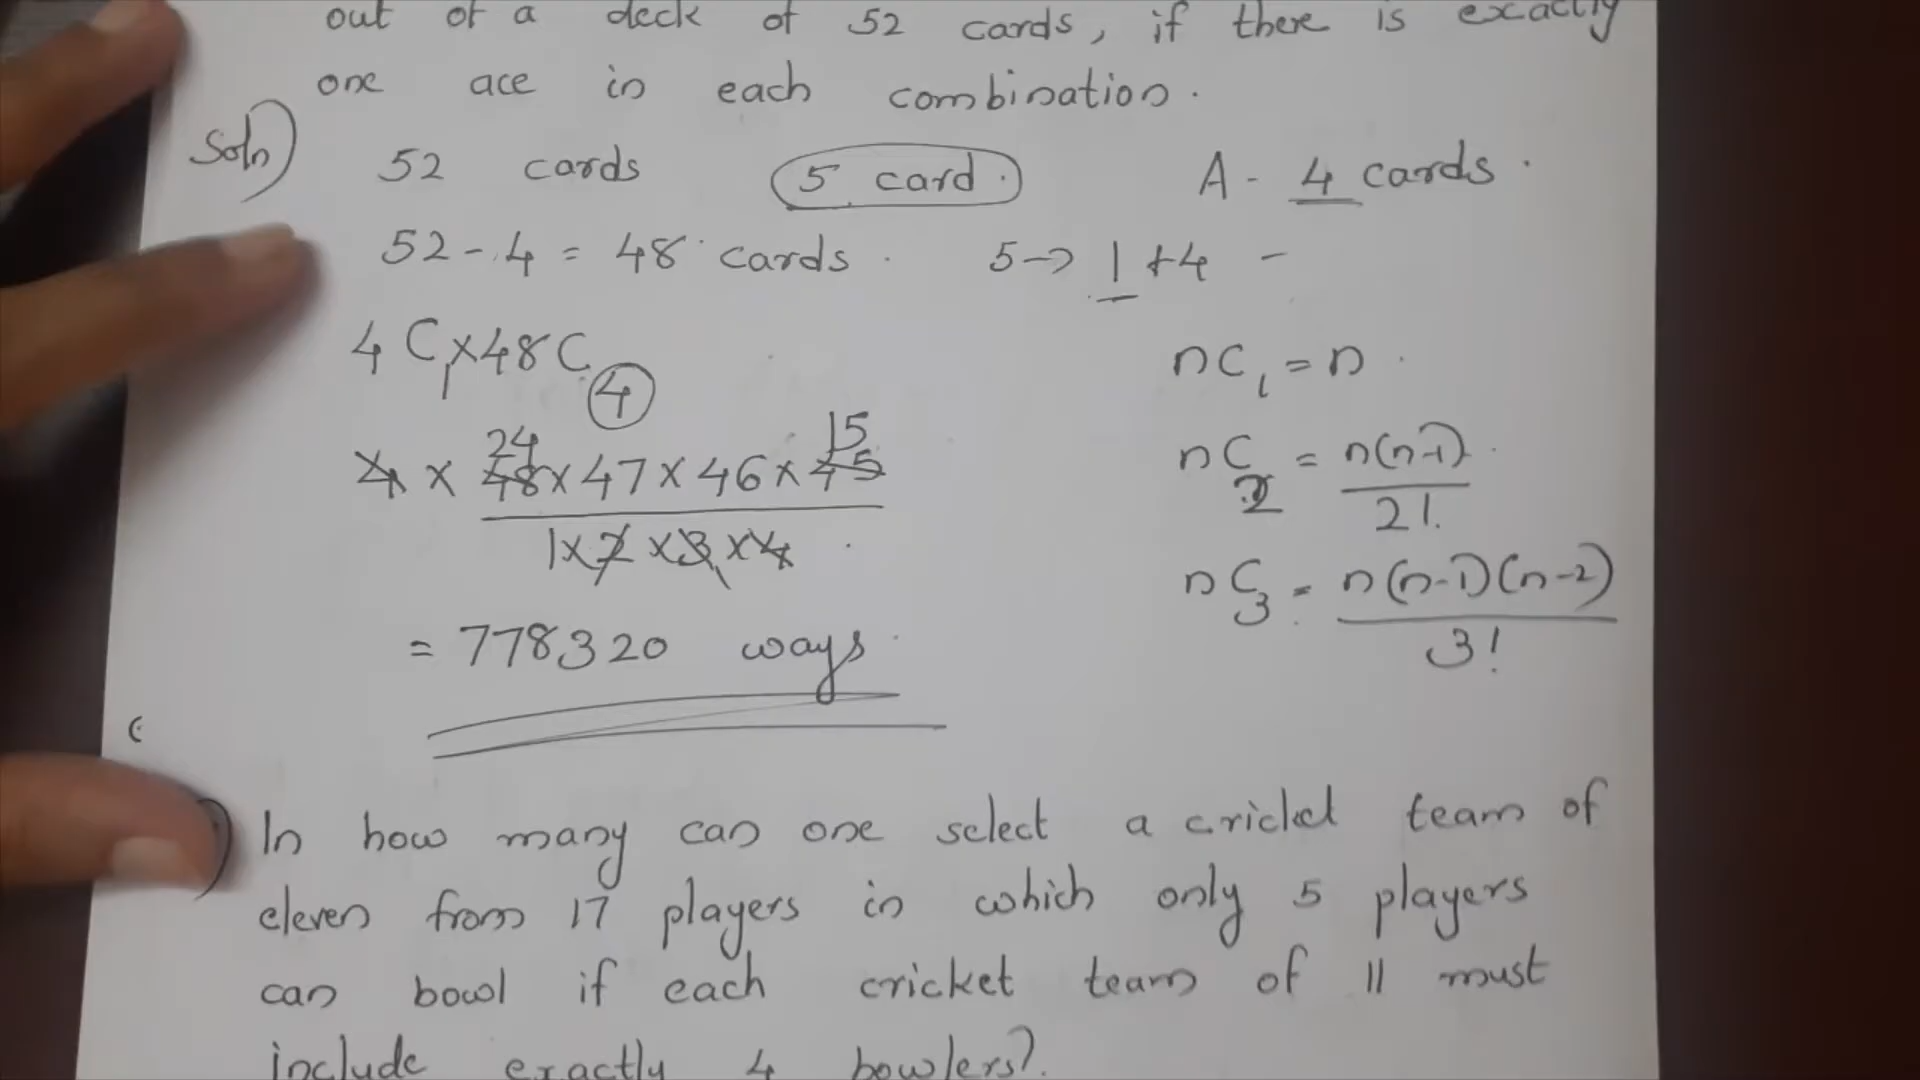 out of a deck of 52 cards, if there is exactly
one ace in each combination.
Soln) 52 cards 5 card. A - 4 cards.
52 - 4 = 48 cards. 5 → 1 + 4 -
4C₁ × 48C₄ nC₁ = n
24 15
4 × 48 × 47 × 46 × 45 nC₂ = n(n-1)
1 × 2 × 3 × 4 2!
nC₃ = n(n-1)(n-2)
= 778320 ways 3!
) In how many can one select a cricket team of
eleven from 17 players in which only 5 players
can bowl if each cricket team of 11 must
include exactly 4 bowlers?